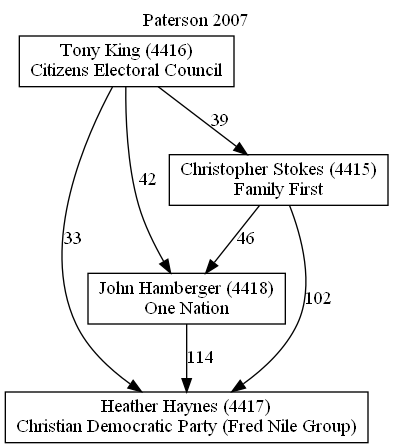 Paterson 2007
Tony King (4416)
Citizens Electoral Council
39
Christopher Stokes (4415)
Family First
42
33
46
John Hamberger (4418)
One Nation
102
114
Heather Haynes (4417)
Christian Democratic Party (Fred Nile Group)